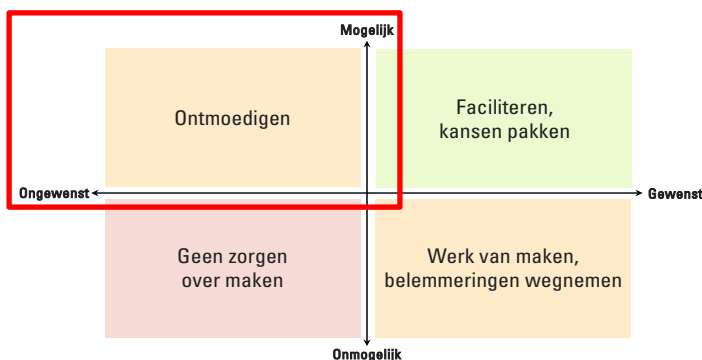 Mogelijk
Ontmoedigen
Faciliteren,
kansen pakken
Ongewenst
Gewenst
Geen zorgen
over maken
Werk van maken,
belemmeringen wegnemen
Onmogelijk